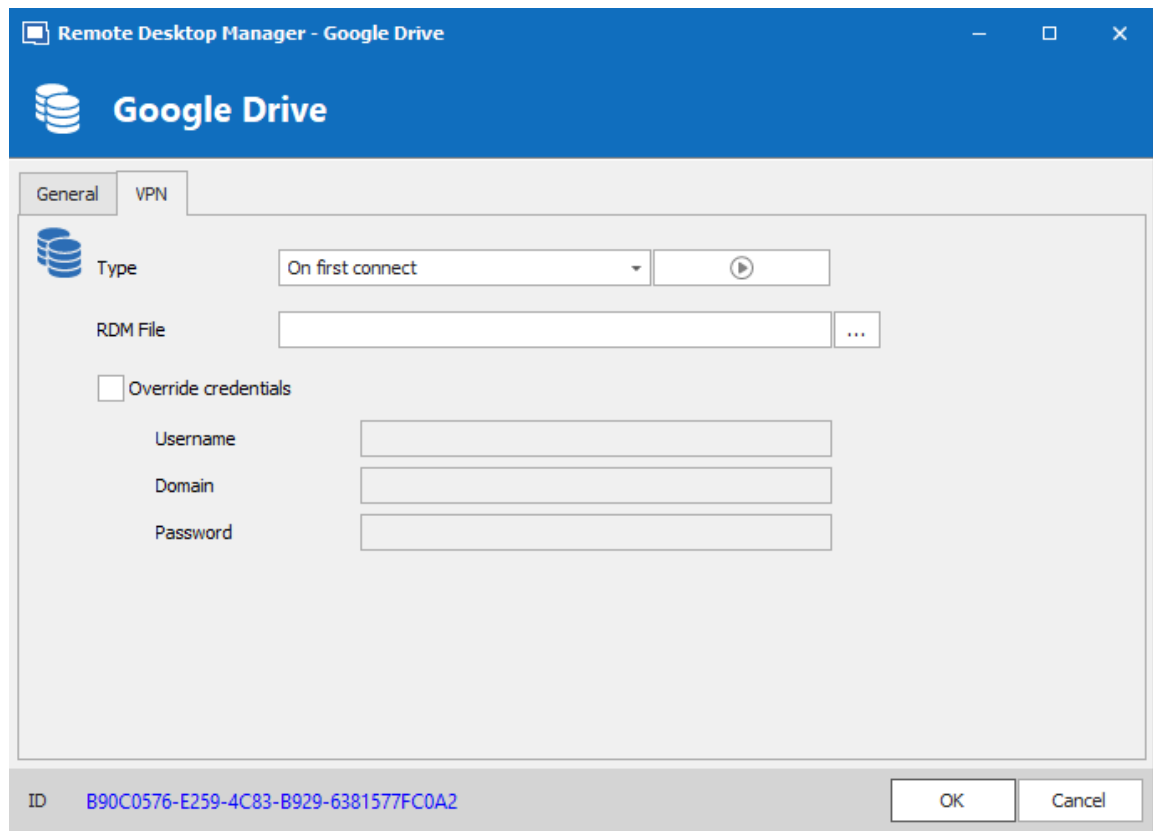 Remote Desktop Manager - Google Drive
Google Drive
General VPN
Type On first connect
RDM File ...
Override credentials
Username
Domain
Password
ID B90C0576-E259-4C83-B929-6381577FC0A2 OK Cancel